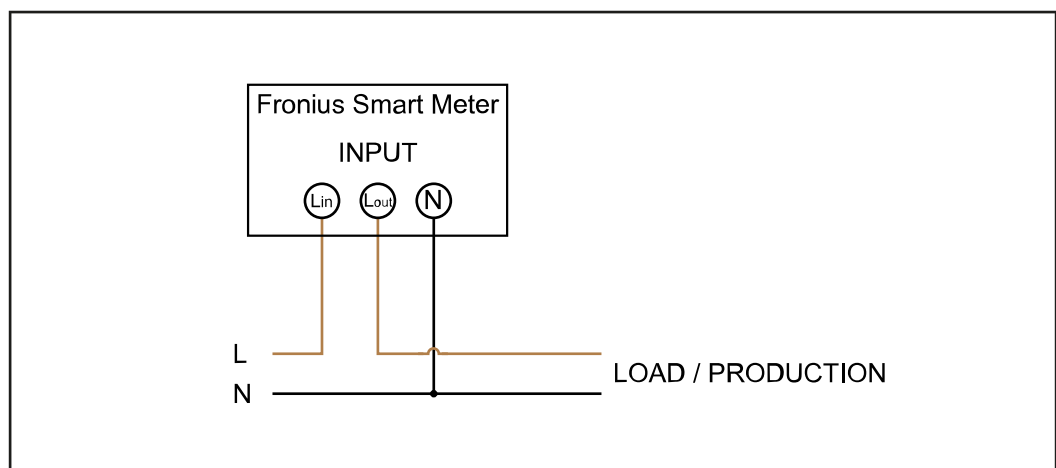 Fronius Smart Meter
INPUT
Lin Lout N
L
LOAD / PRODUCTION
N